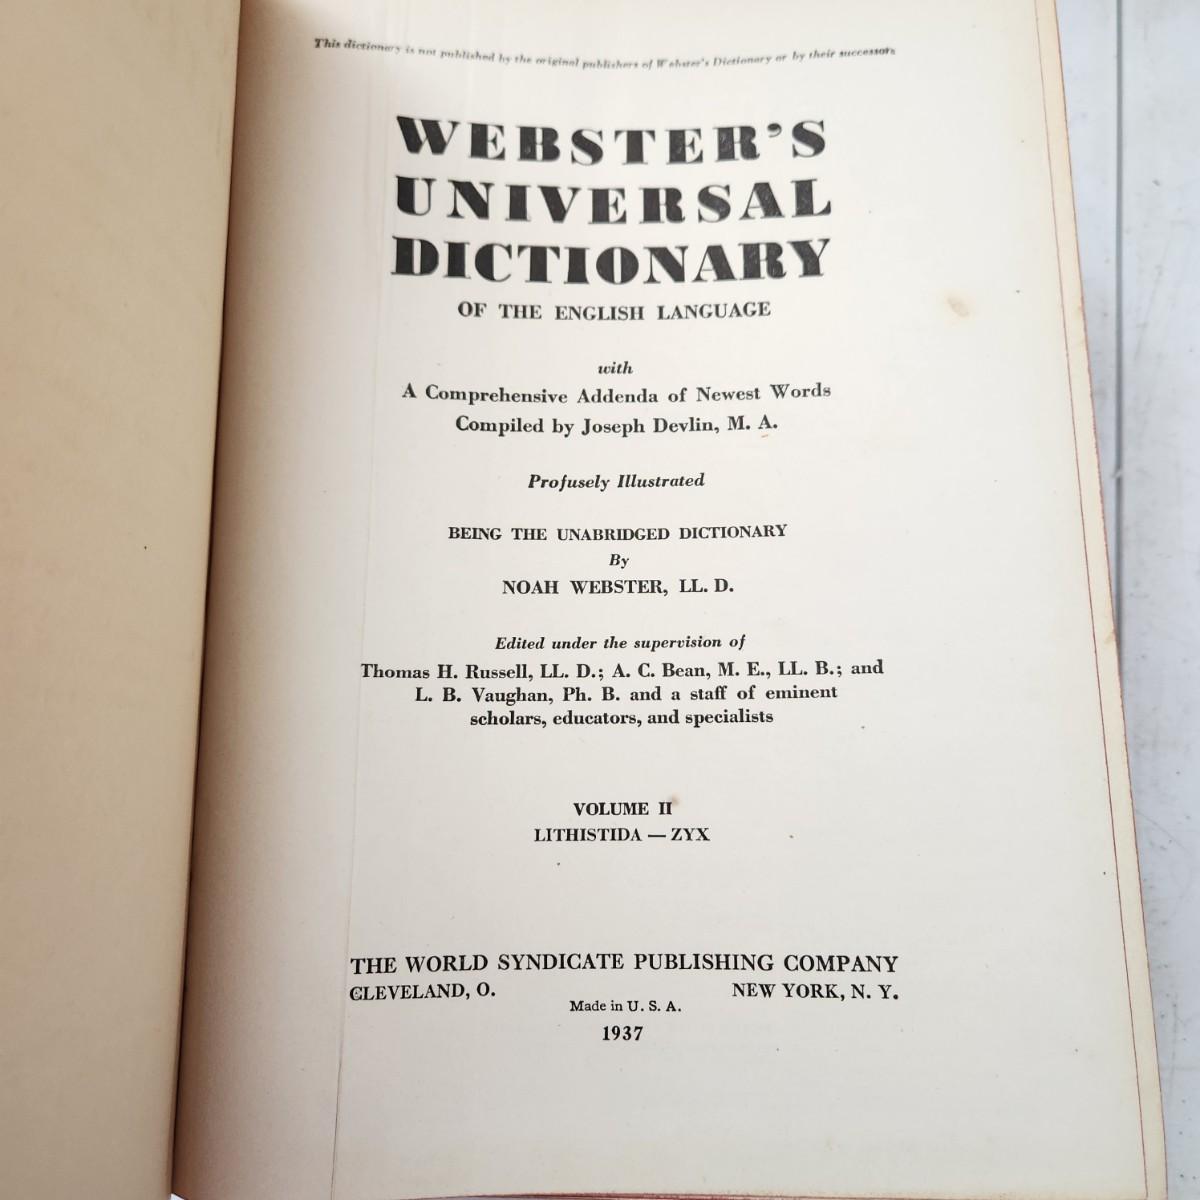 This dictionary is not published by the original publishers of Webster's Dictionary or by their successors
WEBSTER'S
UNIVERSAL
DICTIONARY
OF THE ENGLISH LANGUAGE
with
A Comprehensive Addenda of Newest Words
Compiled by Joseph Devlin, M. A.
Profusely Illustrated
BEING THE UNABRIDGED DICTIONARY
By
NOAH WEBSTER, LL. D.
Edited under the supervision of
Thomas H. Russell, LL. D.; A. C. Bean, M. E., LL. B.; and
L. B. Vaughan, Ph. B. and a staff of eminent
scholars, educators, and specialists
VOLUME II
LITHISTIDA — ZYX
THE WORLD SYNDICATE PUBLISHING COMPANY
CLEVELAND, O. NEW YORK, N. Y.
Made in U. S. A.
1937